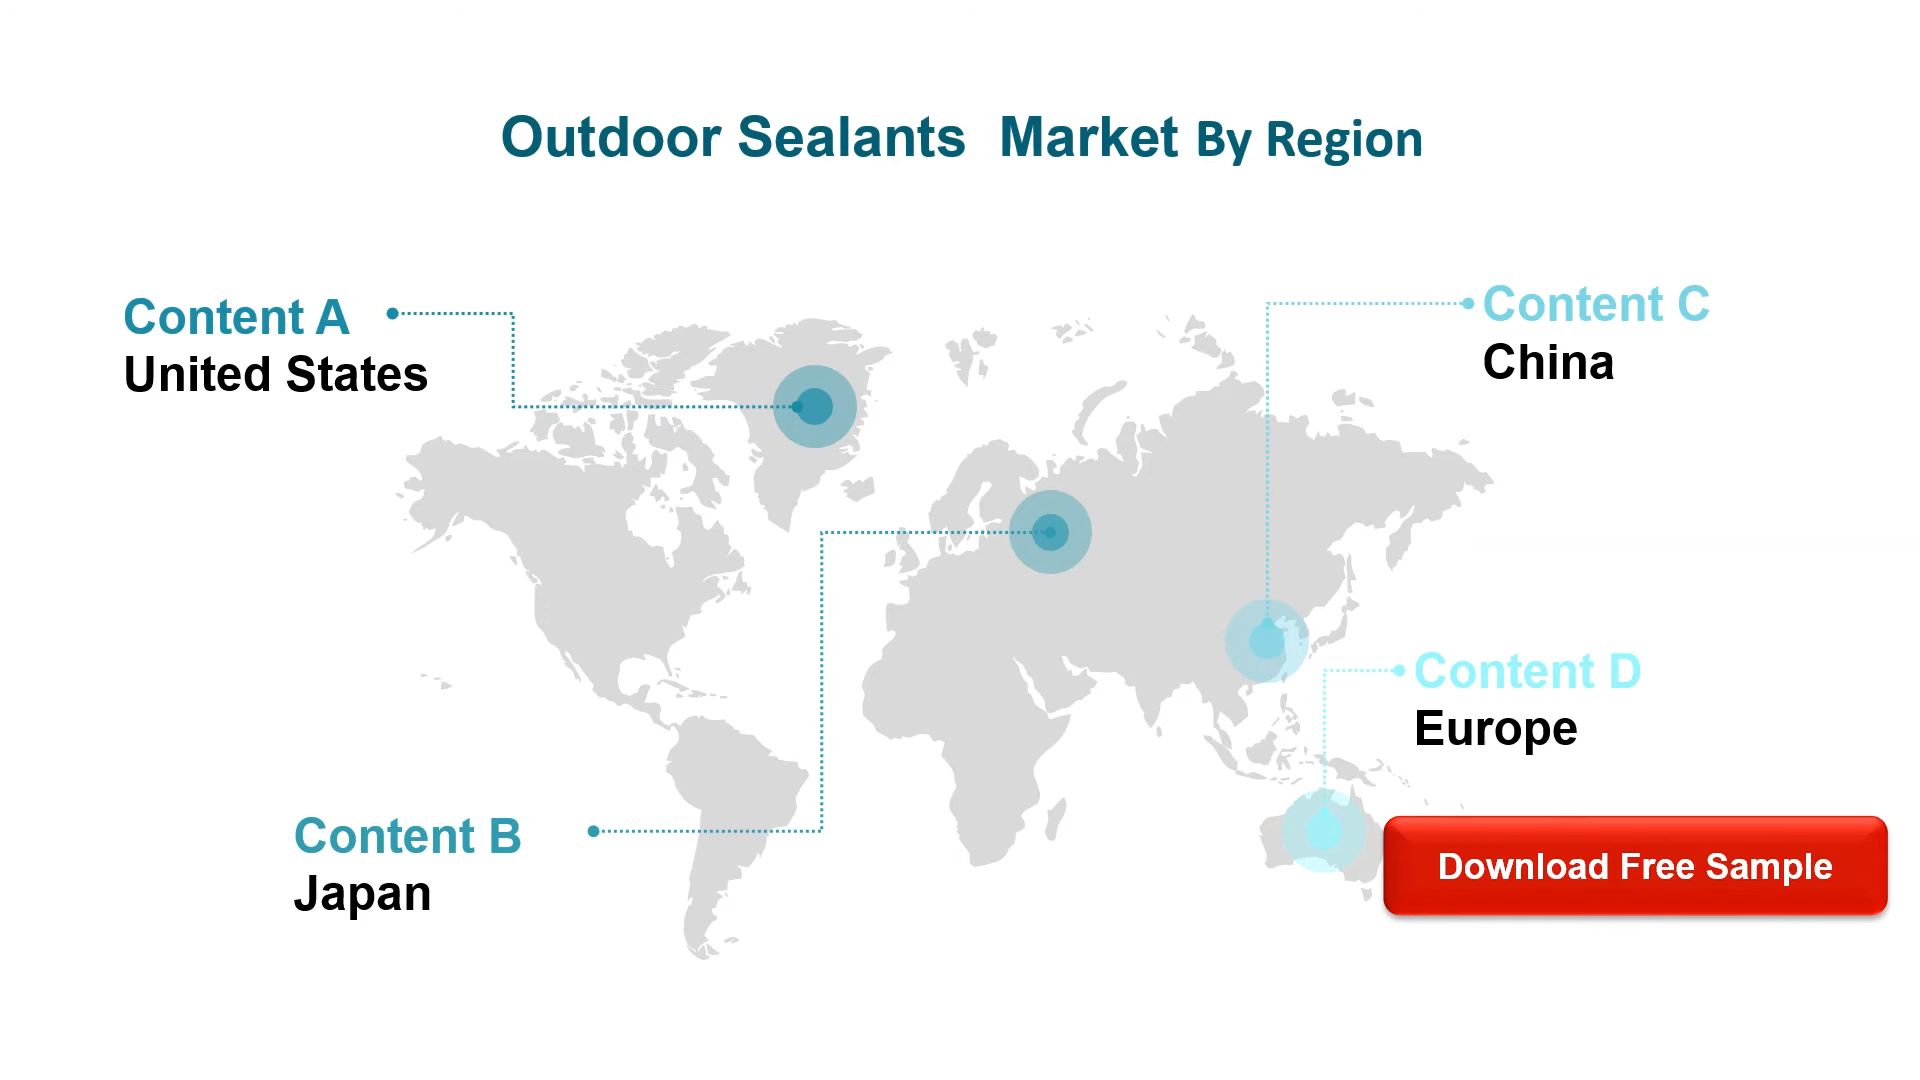 Outdoor Sealants  Market By Region
Content A
United States
Content C
China
Content D
Europe
Content B
Japan
Download Free Sample